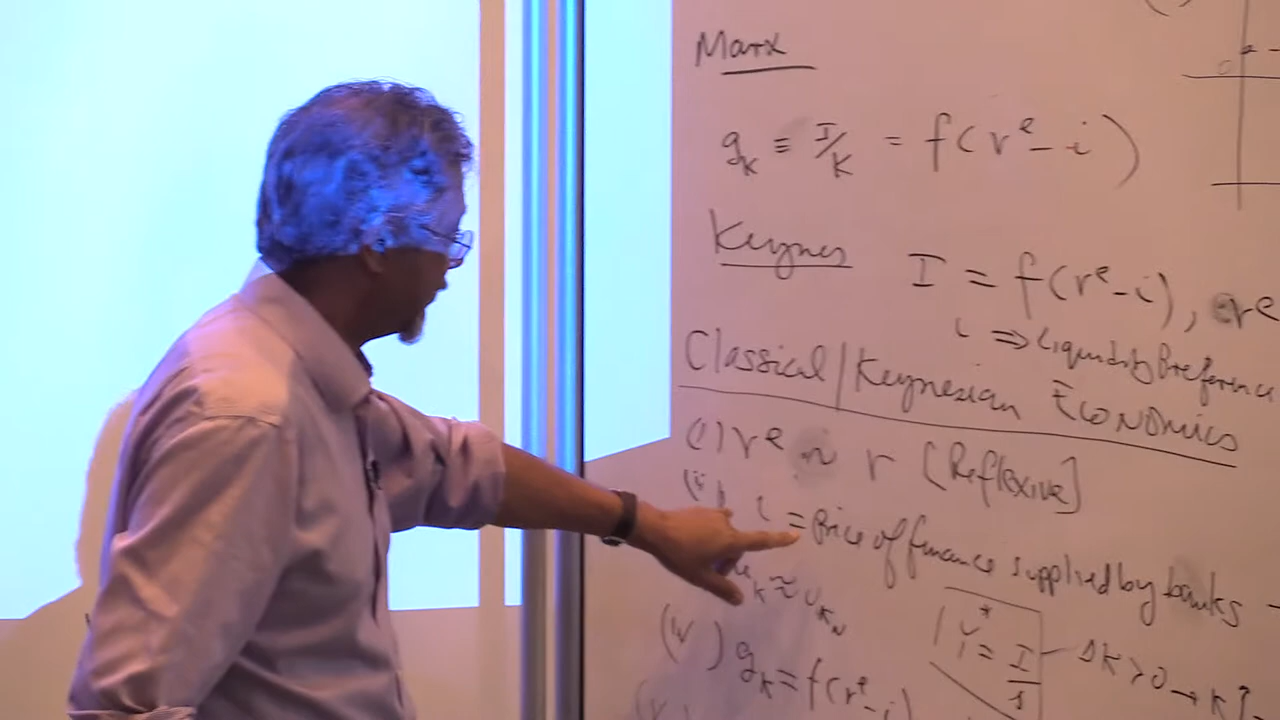 Marx
g_K ≡ I/K = f(r^e - i)
Keynes I = f(r^e - i), r^e
i ⇒ Liquidity Preference
Classical/Keynesian Economics
(i) r^e ~ r [Reflexive]
(ii) i = Price of finance supplied by banks
u_K ≈ u_Kn
Y* = I/s ΔK>0 → K↑
(iv) g_K = f(r^e - i)